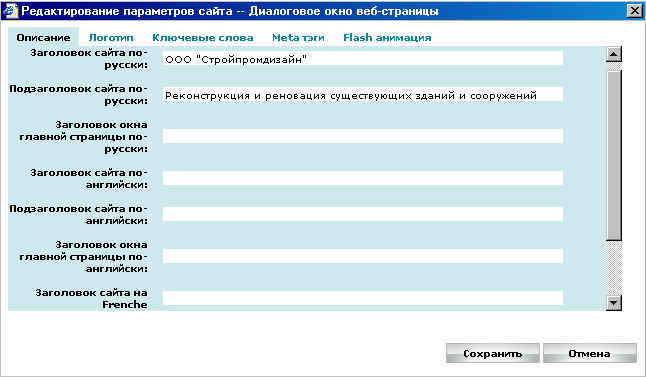 Редактирование параметров сайта -- Диалоговое окно веб-страницы
Описание Логотип Ключевые слова Meta тэги Flash анимация
Заголовок сайта по-
русски:
ООО "Стройпромдизайн"
Подзаголовок сайта по-
русски:
Реконструкция и реновация существующих зданий и сооружений
Заголовок окна
главной страницы по-
русски:
Заголовок сайта по-
английски:
Подзаголовок сайта по-
английски:
Заголовок окна
главной страницы по-
английски:
Заголовок сайта на
Frenche
Сохранить Отмена